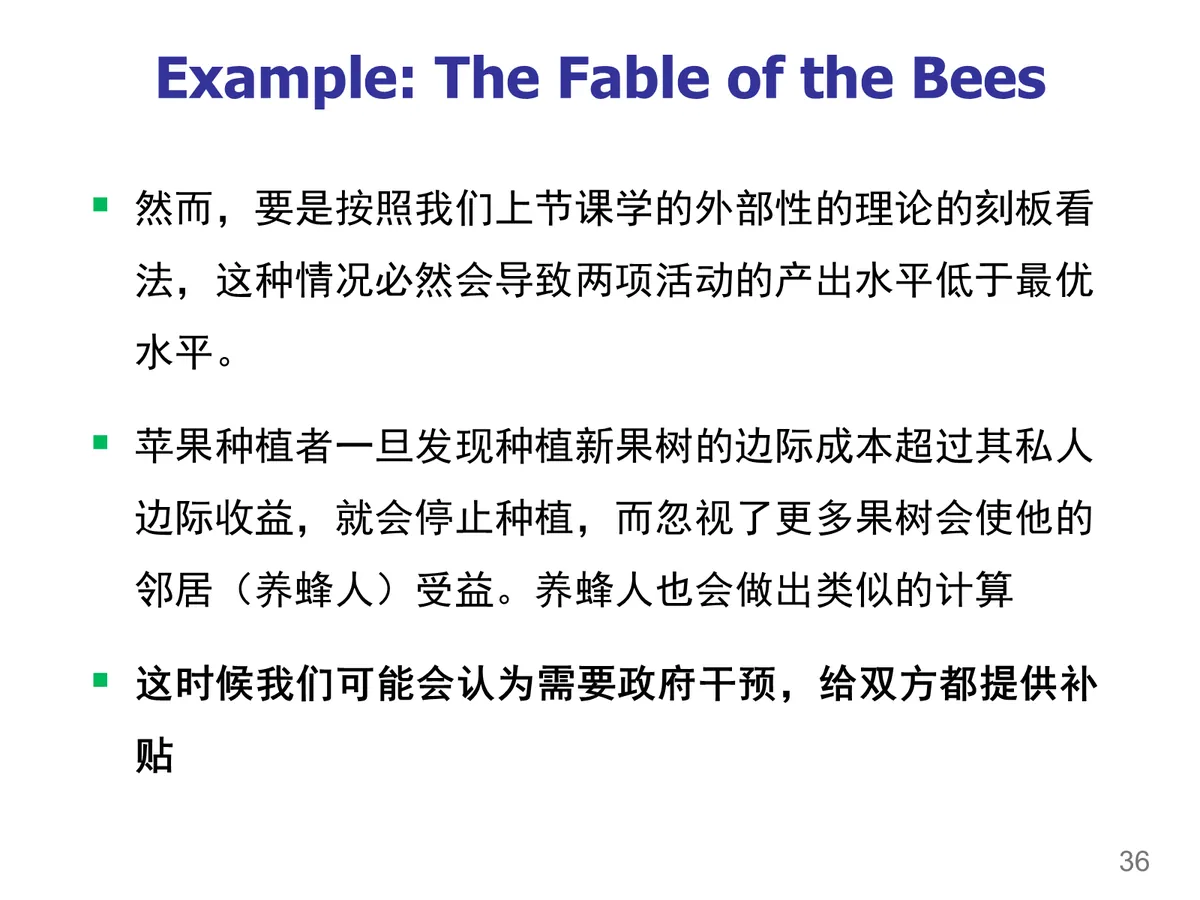 Example: The Fable of the Bees
然而，要是按照我们上节课学的外部性的理论的刻板看
法，这种情况必然会导致两项活动的产出水平低于最优
水平。
苹果种植者一旦发现种植新果树的边际成本超过其私人
边际收益，就会停止种植，而忽视了更多果树会使他的
邻居（养蜂人）受益。养蜂人也会做出类似的计算
这时候我们可能会认为需要政府干预，给双方都提供补
贴
36